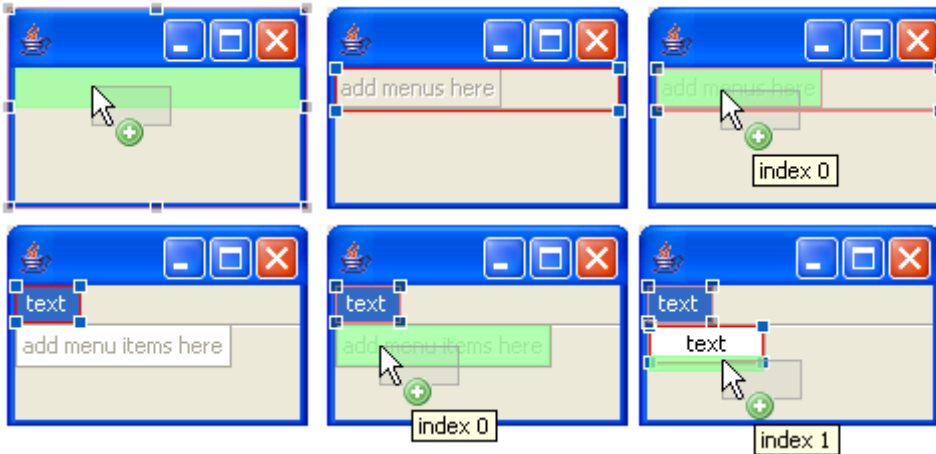 add menus here
add menus here
index 0
text
add menu items here
text
add menu items here
index 0
text
text
index 1